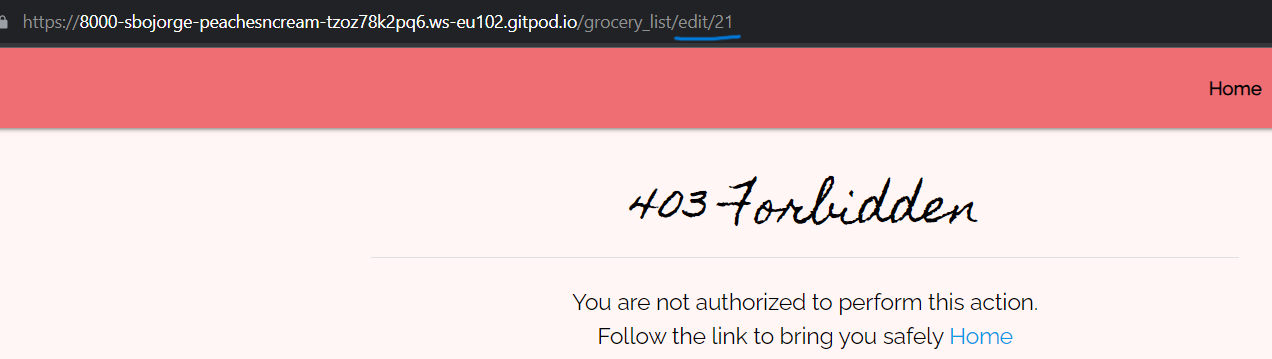 https://8000-sbojorge-peachesncream-tzoz78k2pq6.ws-eu102.gitpod.io/grocery_list/edit/21
Home
403 Forbidden
You are not authorized to perform this action.
Follow the link to bring you safely Home